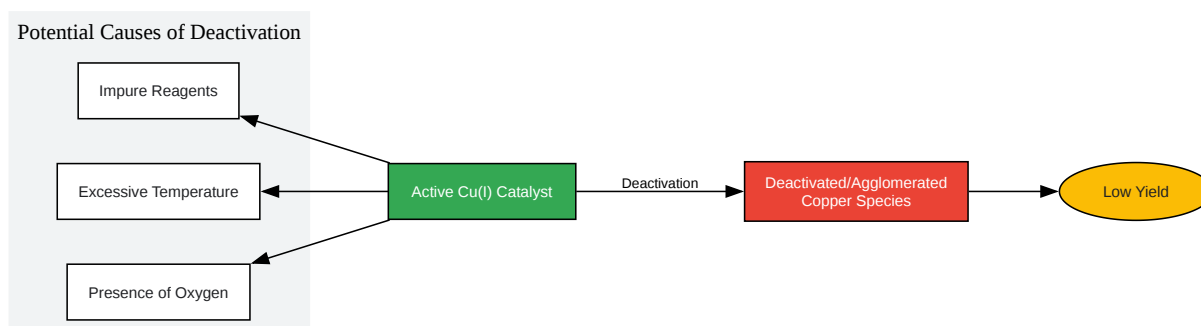 Potential Causes of Deactivation
Impure Reagents
Excessive Temperature
Presence of Oxygen
Active Cu(I) Catalyst
Deactivation
Deactivated/Agglomerated
Copper Species
Low Yield